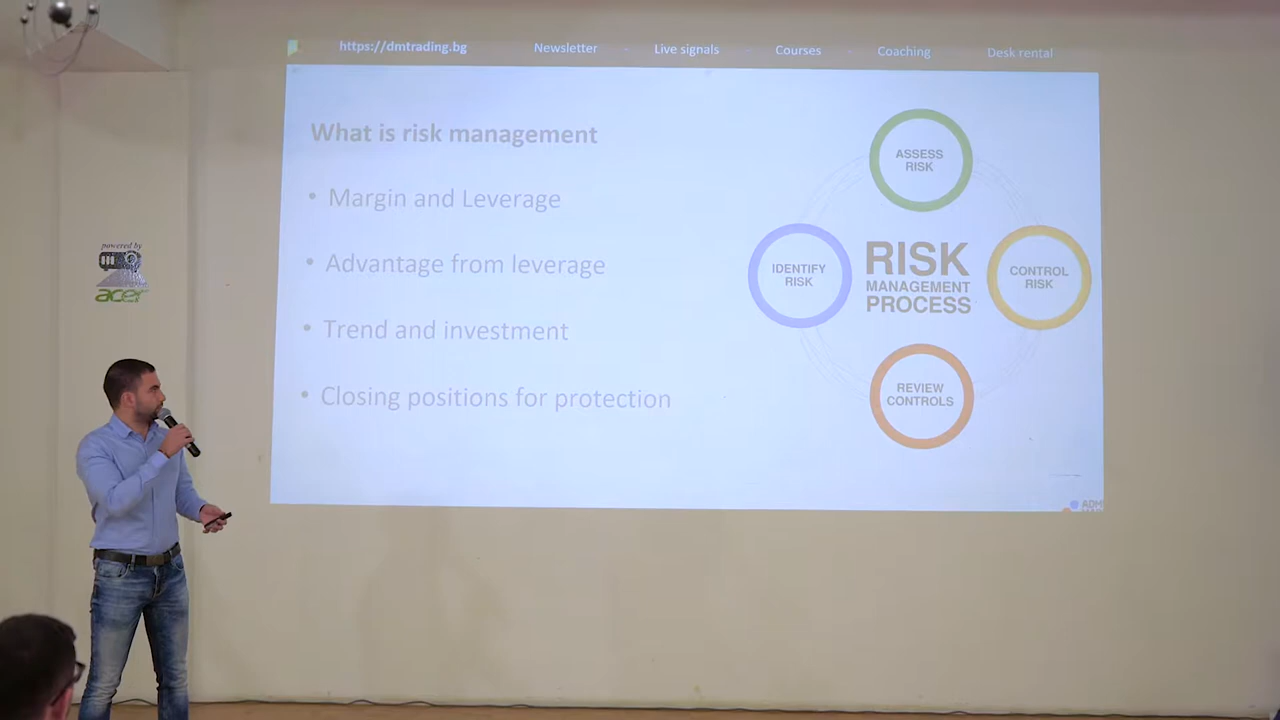 https://dmtrading.bg - Newsletter - Live signals - Courses - Coaching - Desk rental
What is risk management
• Margin and Leverage
• Advantage from leverage
• Trend and investment
• Closing positions for protection
ASSESS
RISK
IDENTIFY
RISK
RISK
MANAGEMENT
PROCESS
CONTROL
RISK
REVIEW
CONTROLS
powered by
acer